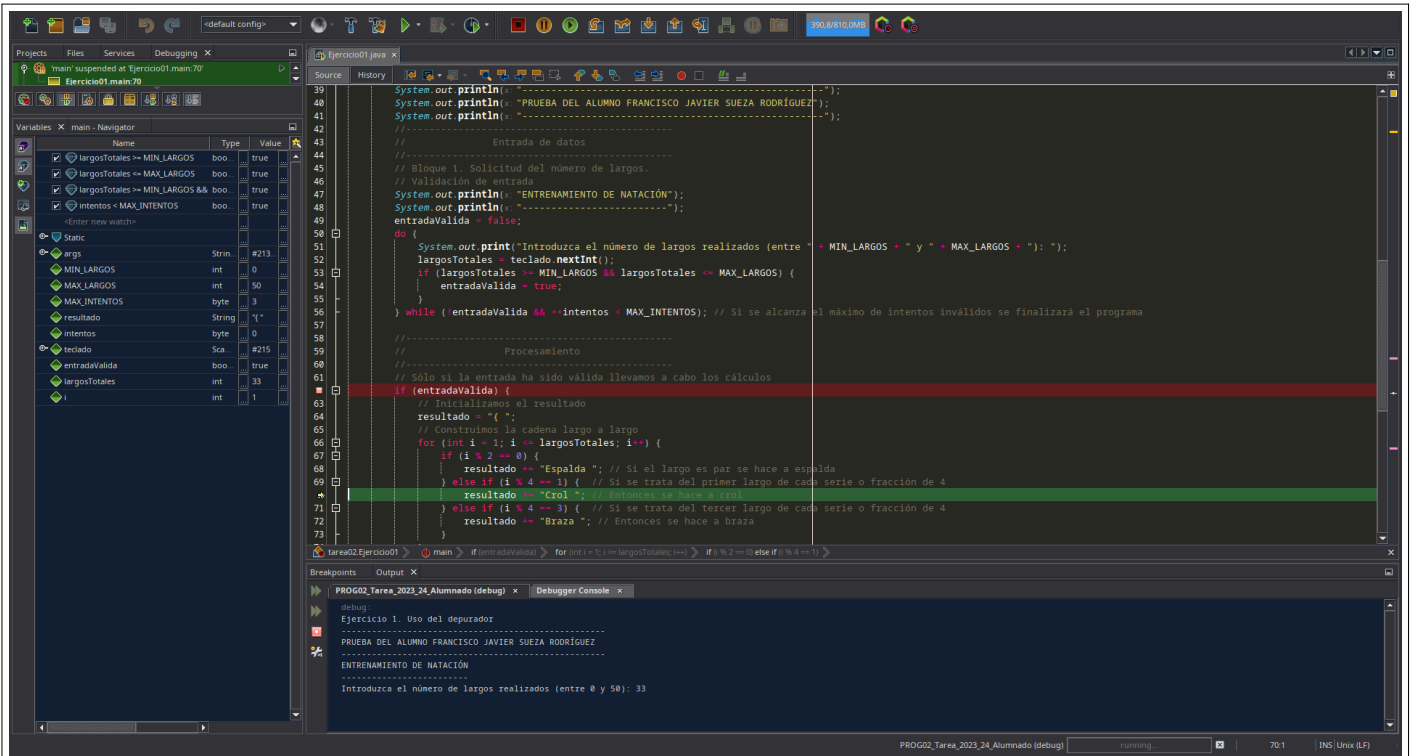 <default config>
390,8/810,0MB
Projects Files Services Debugging
'main' suspended at 'Ejercicio01.main:70'
Ejercicio01.main:70
Variables main - Navigator
Name Type Value
largosTotales >= MIN_LARGOS boo... true
largosTotales <= MAX_LARGOS boo... true
largosTotales >= MIN_LARGOS && boo... true
intentos < MAX_INTENTOS boo... true
<Enter new watch>
Static
args Strin... #213...
MIN_LARGOS int 0
MAX_LARGOS int 50
MAX_INTENTOS byte 3
resultado String "{ "
intentos byte 0
teclado Sca... #215
entradaValida boo... true
largosTotales int 33
i int 1
Ejercicio01.java
Source History
39 System.out.println(x: "----------------------------------------------------");
40 System.out.println(x: "PRUEBA DEL ALUMNO FRANCISCO JAVIER SUEZA RODRÍGUEZ");
41 System.out.println(x: "----------------------------------------------------");
42 //----------------------------------------------
43 // Entrada de datos
44 //----------------------------------------------
45 // Bloque 1. Solicitud del número de largos.
46 // Validación de entrada
47 System.out.println(x: "ENTRENAMIENTO DE NATACIÓN");
48 System.out.println(x: "-------------------------");
49 entradaValida = false;
50 do {
51 System.out.print("Introduzca el número de largos realizados (entre " + MIN_LARGOS + " y " + MAX_LARGOS + "): ");
52 largosTotales = teclado.nextInt();
53 if (largosTotales >= MIN_LARGOS && largosTotales <= MAX_LARGOS) {
54 entradaValida = true;
55 }
56 } while (!entradaValida && ++intentos < MAX_INTENTOS); // Si se alcanza el máximo de intentos inválidos se finalizará el programa
57
58 //----------------------------------------------
59 // Procesamiento
60 //----------------------------------------------
61 // Sólo si la entrada ha sido válida llevamos a cabo los cálculos
if (entradaValida) {
63 // Inicializamos el resultado
64 resultado = "{ ";
65 // Construimos la cadena largo a largo
66 for (int i = 1; i <= largosTotales; i++) {
67 if (i % 2 == 0) {
68 resultado += "Espalda "; // Si el largo es par se hace a espalda
69 } else if (i % 4 == 1) { // Si se trata del primer largo de cada serie o fracción de 4
resultado += "Crol "; // Entonces se hace a crol
71 } else if (i % 4 == 3) { // Si se trata del tercer largo de cada serie o fracción de 4
72 resultado += "Braza "; // Entonces se hace a braza
73 }
tarea02.Ejercicio01 main if (entradaValida) for (int i = 1; i <= largosTotales; i++) if (i % 2 == 0) else if (i % 4 == 1)
Breakpoints Output
PROG02_Tarea_2023_24_Alumnado (debug) Debugger Console
debug:
Ejercicio 1. Uso del depurador
----------------------------------------------------
PRUEBA DEL ALUMNO FRANCISCO JAVIER SUEZA RODRÍGUEZ
----------------------------------------------------
ENTRENAMIENTO DE NATACIÓN
-------------------------
Introduzca el número de largos realizados (entre 0 y 50): 33
PROG02_Tarea_2023_24_Alumnado (debug) running... 70:1 INS Unix (LF)